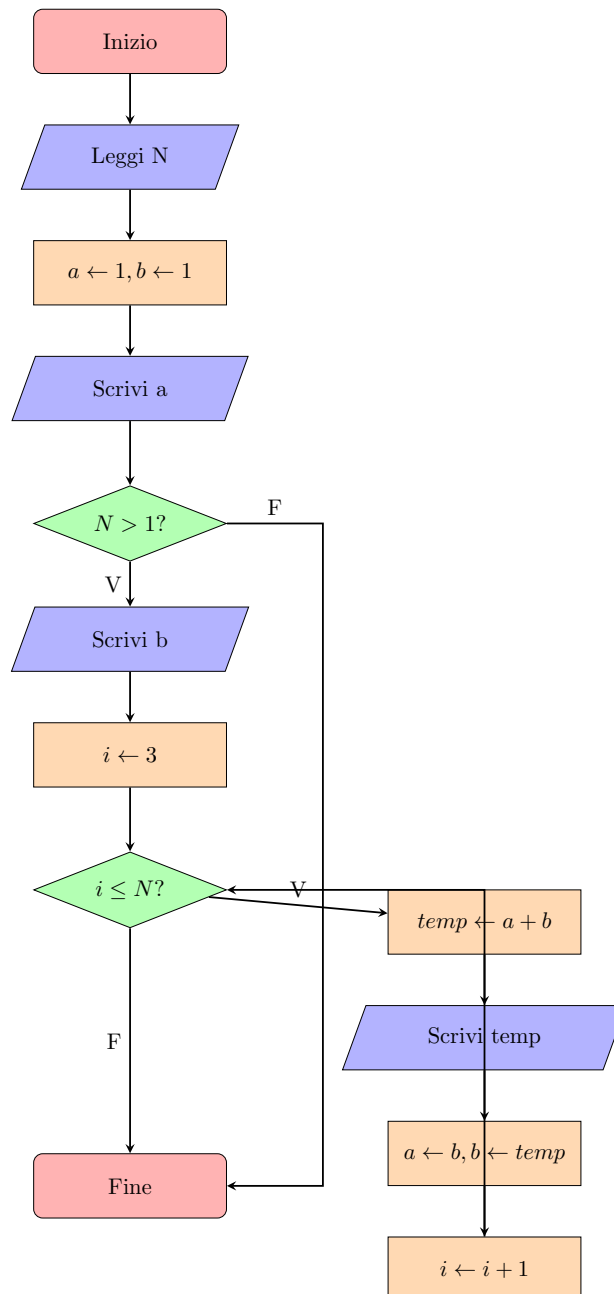 Inizio
Leggi N
a ← 1, b ← 1
Scrivi a
N > 1?
F
V
Scrivi b
i ← 3
i ≤ N?
V
temp ← a + b
F
Scrivi temp
a ← b, b ← temp
Fine
i ← i + 1